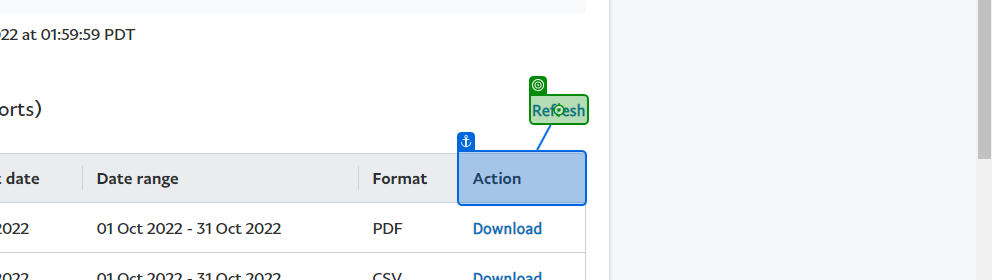 22 at 01:59:59 PDT
orts)
Refresh
date Date range Format Action
2022 01 Oct 2022 - 31 Oct 2022 PDF Download
2022 01 Oct 2022 - 31 Oct 2022 CSV Download